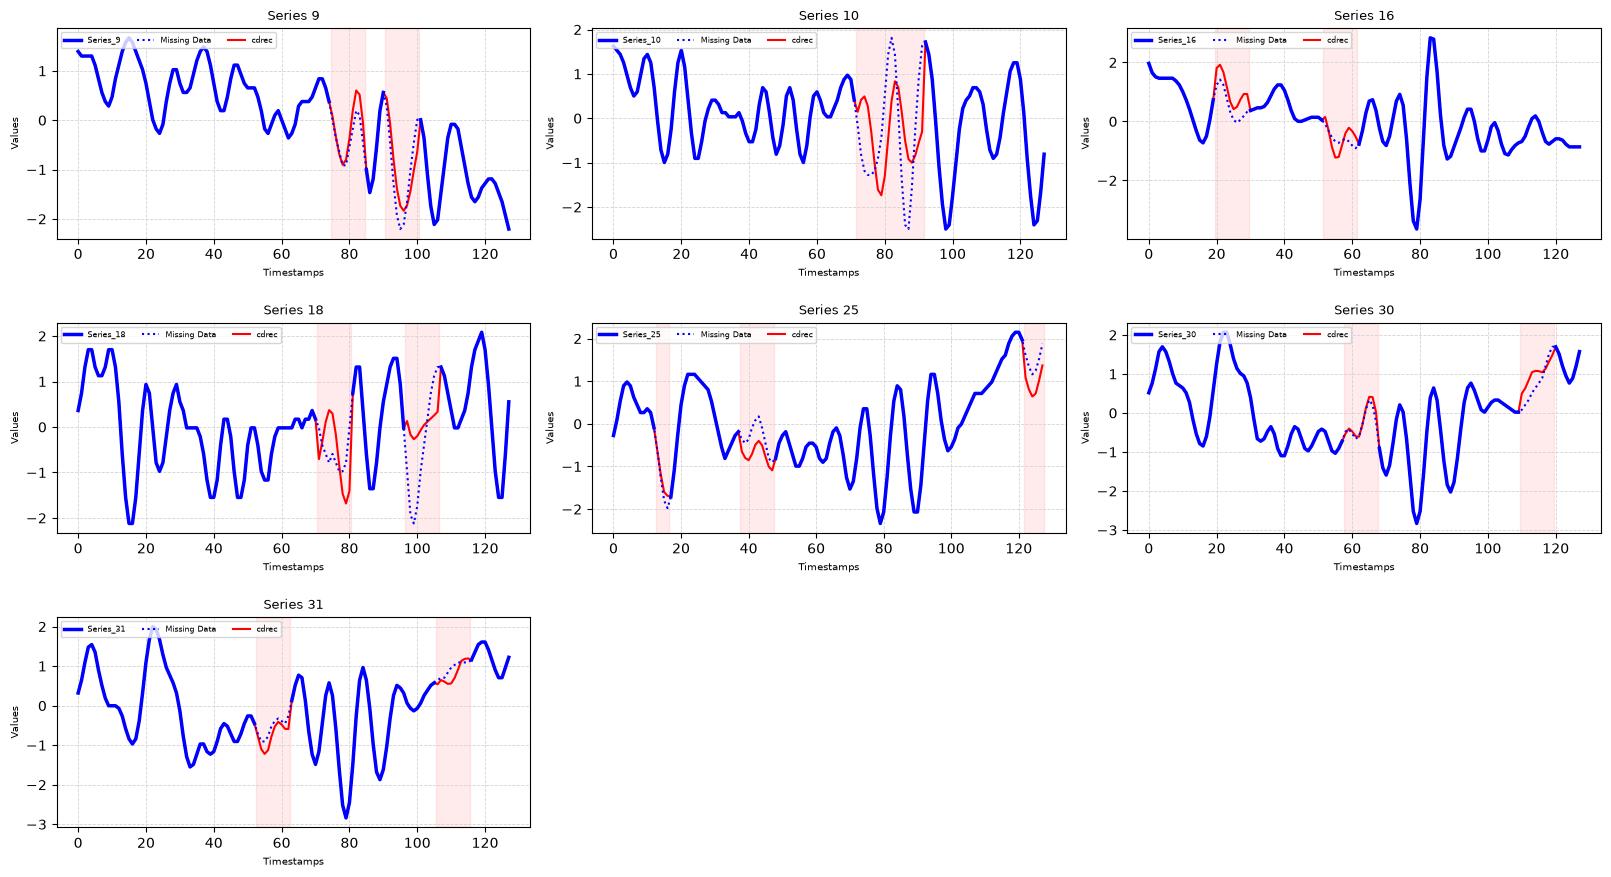 Series 9
Series_9 Missing Data cdrec
1
0
−1
−2
Values
0 20 40 60 80 100 120
Timestamps
Series 10
Series_10 Missing Data cdrec
2
1
0
−1
−2
Values
0 20 40 60 80 100 120
Timestamps
Series 16
Series_16 Missing Data cdrec
2
0
−2
Values
0 20 40 60 80 100 120
Timestamps
Series 18
Series_18 Missing Data cdrec
2
1
0
−1
−2
Values
0 20 40 60 80 100 120
Timestamps
Series 25
Series_25 Missing Data cdrec
2
1
0
−1
−2
Values
0 20 40 60 80 100 120
Timestamps
Series 30
Series_30 Missing Data cdrec
2
1
0
−1
−2
−3
Values
0 20 40 60 80 100 120
Timestamps
Series 31
Series_31 Missing Data cdrec
2
1
0
−1
−2
−3
Values
0 20 40 60 80 100 120
Timestamps